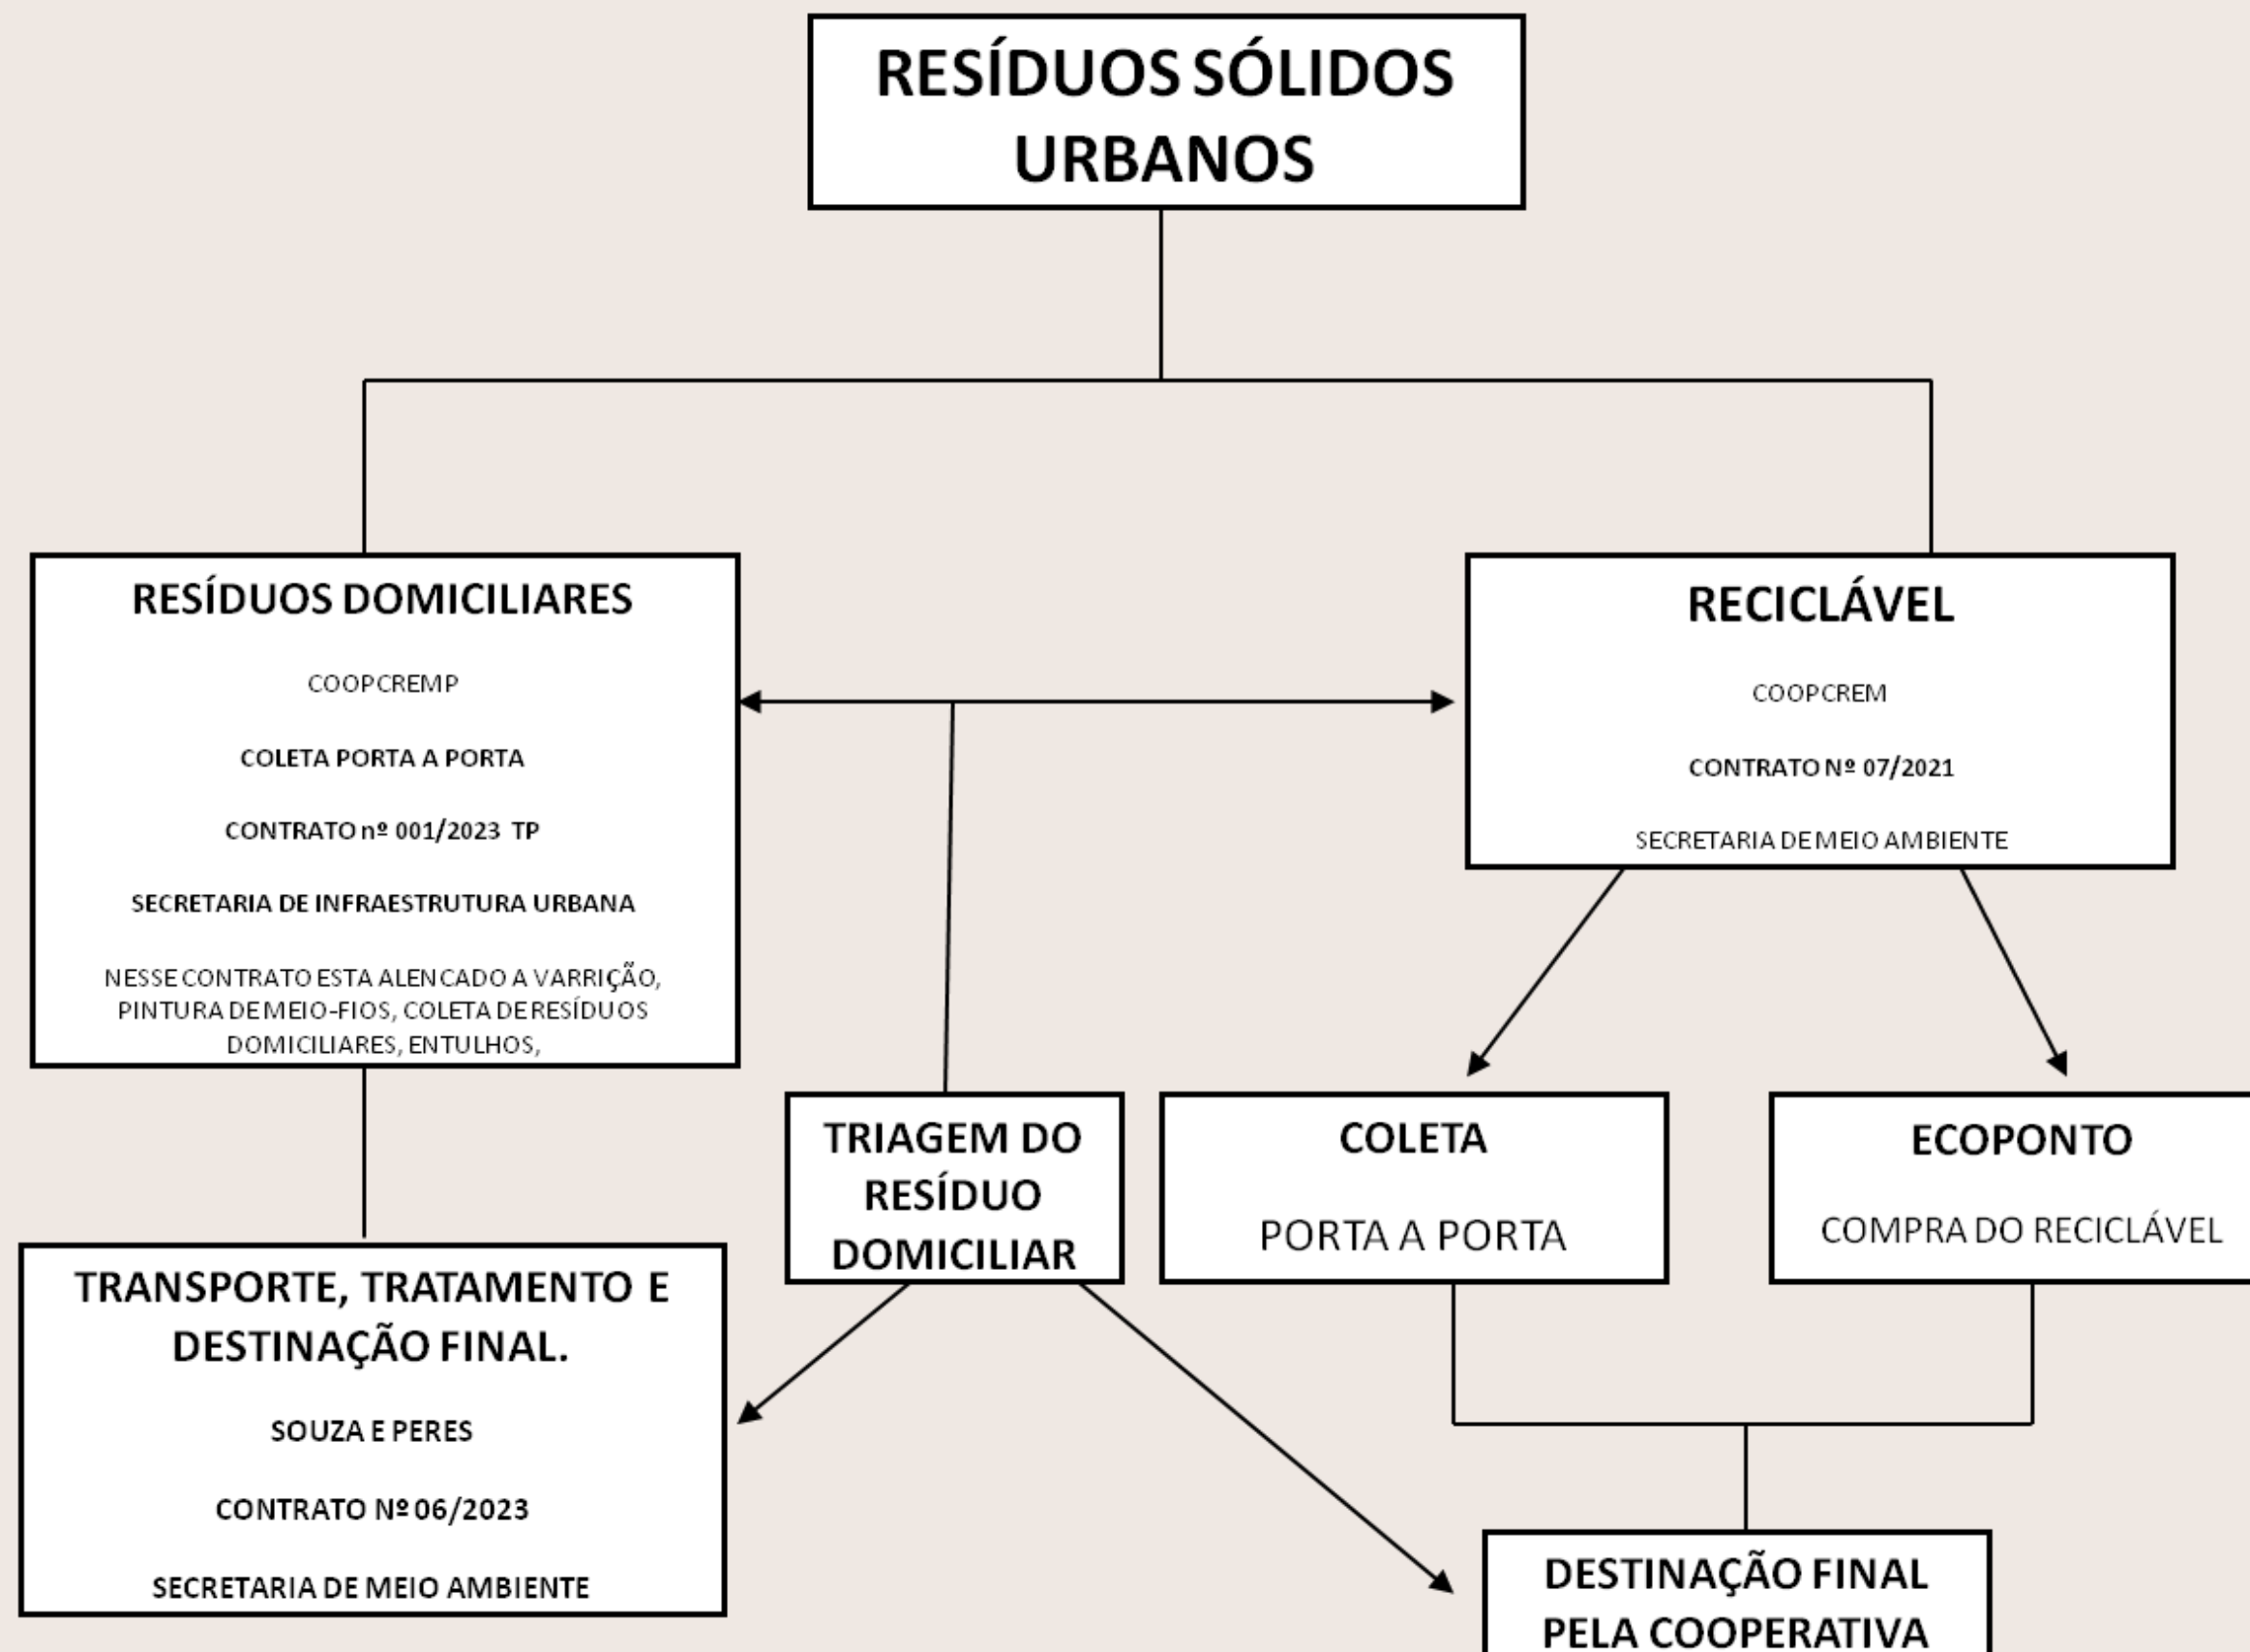 RESÍDUOS SÓLIDOS
URBANOS
RESÍDUOS DOMICILIARES
COOPCREMP
COLETA PORTA A PORTA
CONTRATO nº 001/2023 TP
SECRETARIA DE INFRAESTRUTURA URBANA
NESSE CONTRATO ESTA ALENCADO A VARRIÇÃO,
PINTURA DE MEIO-FIOS, COLETA DE RESÍDUOS
DOMICILIARES, ENTULHOS,
RECICLÁVEL
COOPCREM
CONTRATO Nº 07/2021
SECRETARIA DE MEIO AMBIENTE
TRIAGEM DO
RESÍDUO
DOMICILIAR
COLETA
PORTA A PORTA
ECOPONTO
COMPRA DO RECICLÁVEL
TRANSPORTE, TRATAMENTO E
DESTINAÇÃO FINAL.
SOUZA E PERES
CONTRATO Nº 06/2023
SECRETARIA DE MEIO AMBIENTE
DESTINAÇÃO FINAL
PELA COOPERATIVA